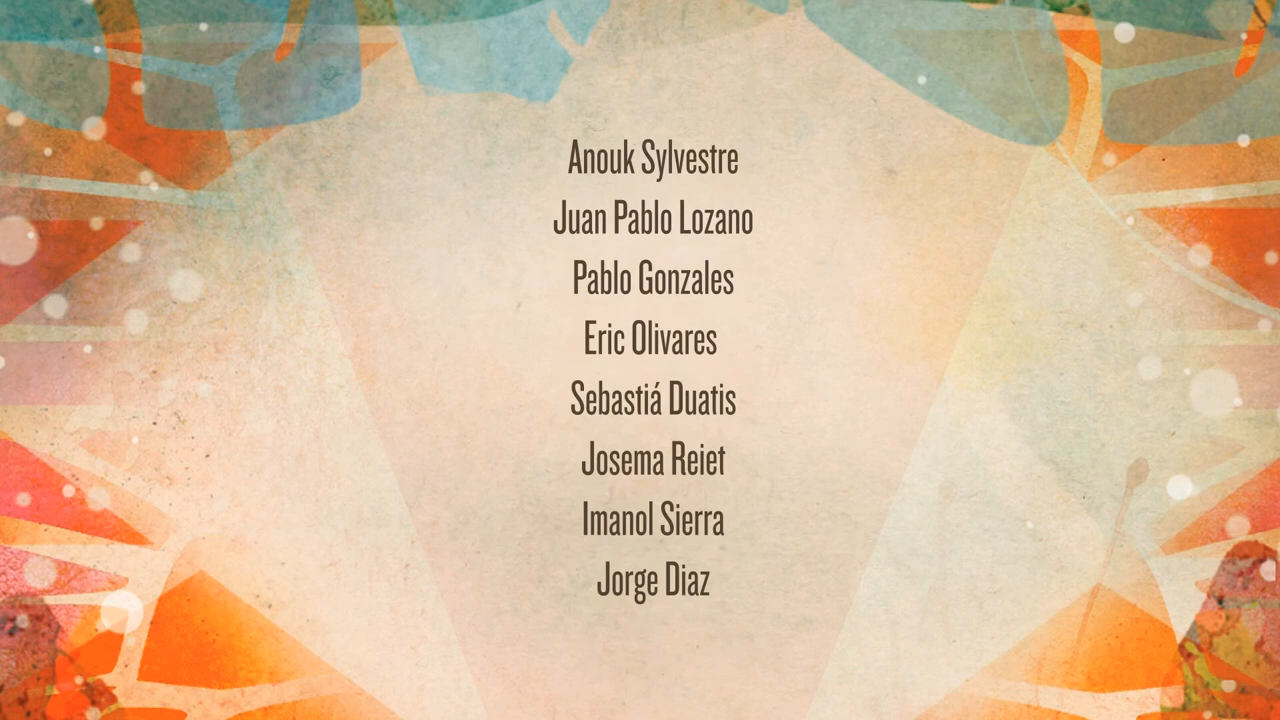 Anouk Sylvestre
Juan Pablo Lozano
Pablo Gonzales
Eric Olivares
Sebastiá Duatis
Josema Reiet
Imanol Sierra
Jorge Diaz